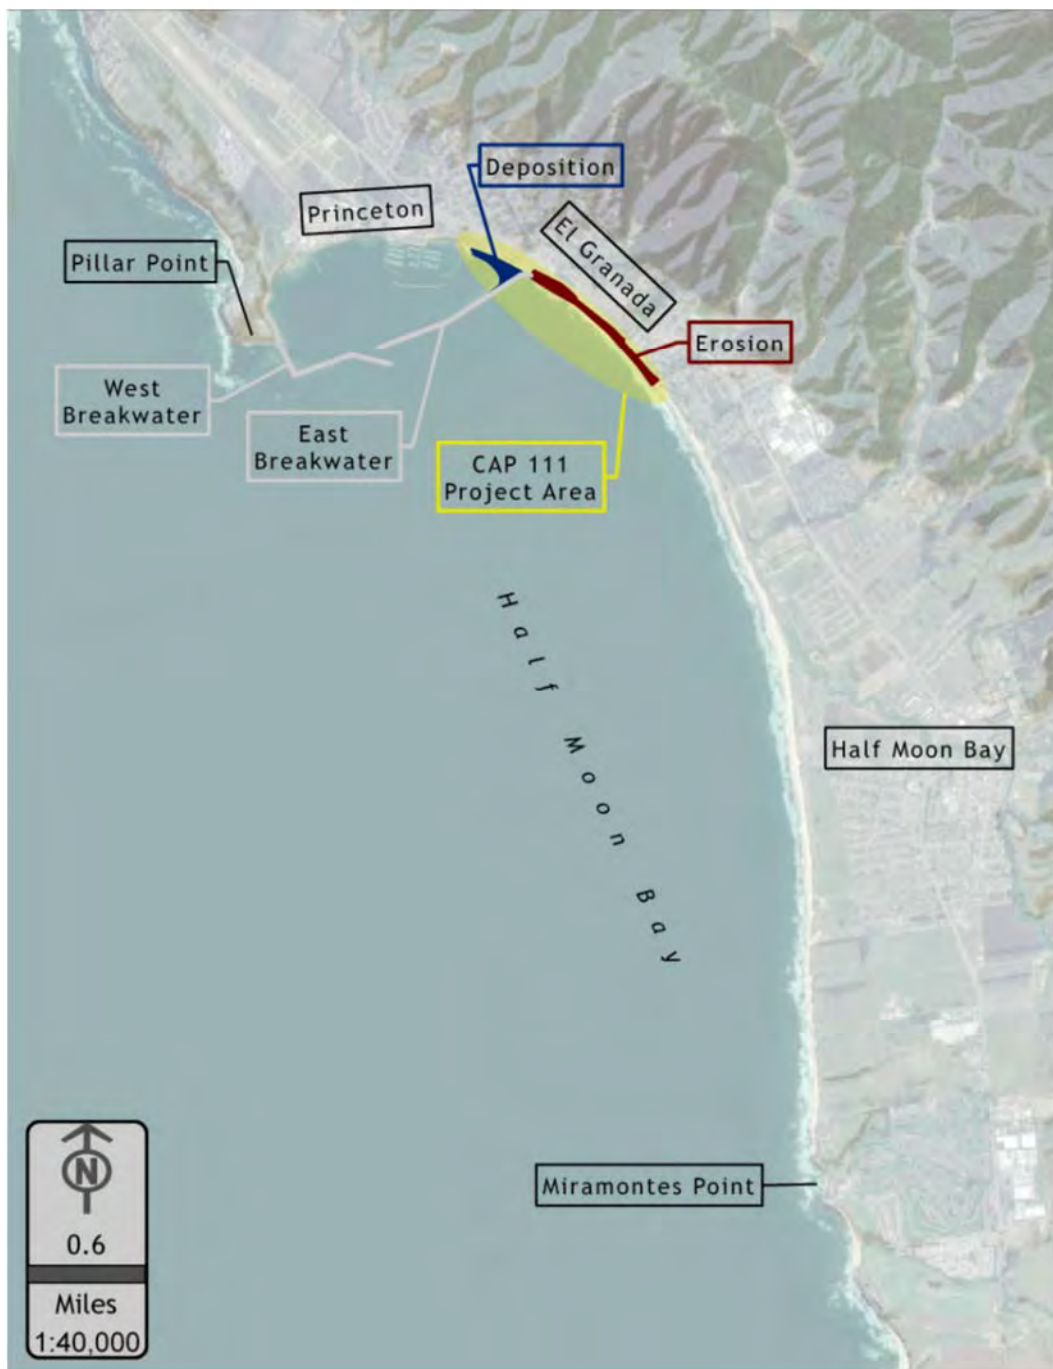 Deposition
Princeton
El Granada
Pillar Point
Erosion
West
Breakwater
East
Breakwater
CAP 111
Project Area
Half Moon Bay
Half Moon Bay
Miramontes Point
N
0.6
Miles
1:40,000